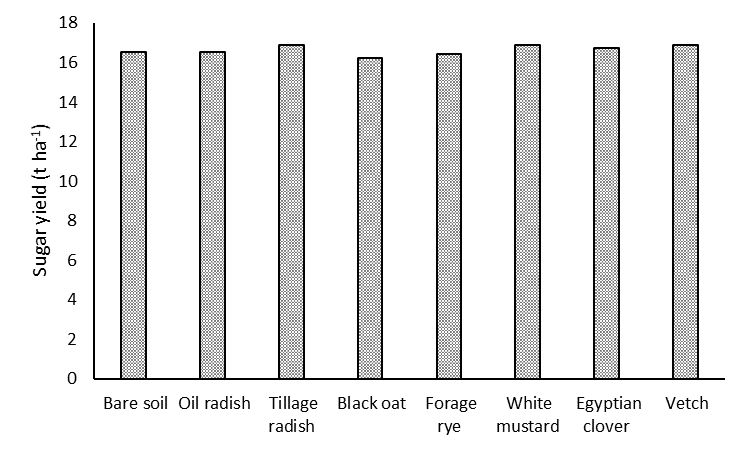 18
16
14
12
10
8
6
4
2
0
Sugar yield (t ha⁻¹)
Bare soil
Oil radish
Tillage
radish
Black oat
Forage
rye
White
mustard
Egyptian
clover
Vetch